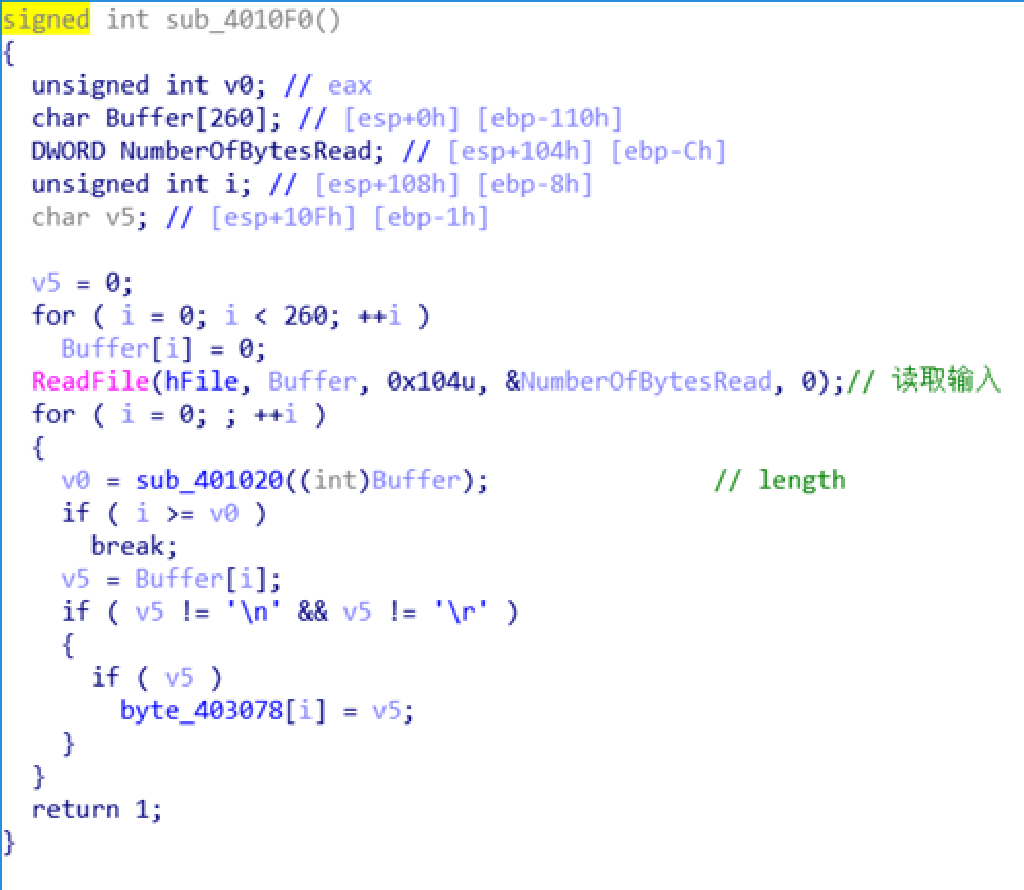 signed int sub_4010F0()
{
unsigned int v0; // eax
char Buffer[260]; // [esp+0h] [ebp-110h]
DWORD NumberOfBytesRead; // [esp+104h] [ebp-Ch]
unsigned int i; // [esp+108h] [ebp-8h]
char v5; // [esp+10Fh] [ebp-1h]
v5 = 0;
for ( i = 0; i < 260; ++i )
Buffer[i] = 0;
ReadFile(hFile, Buffer, 0x104u, &NumberOfBytesRead, 0);// 读取输入
for ( i = 0; ; ++i )
{
v0 = sub_401020((int)Buffer); // length
if ( i >= v0 )
break;
v5 = Buffer[i];
if ( v5 != '\n' && v5 != '\r' )
{
if ( v5 )
byte_403078[i] = v5;
}
}
return 1;
}